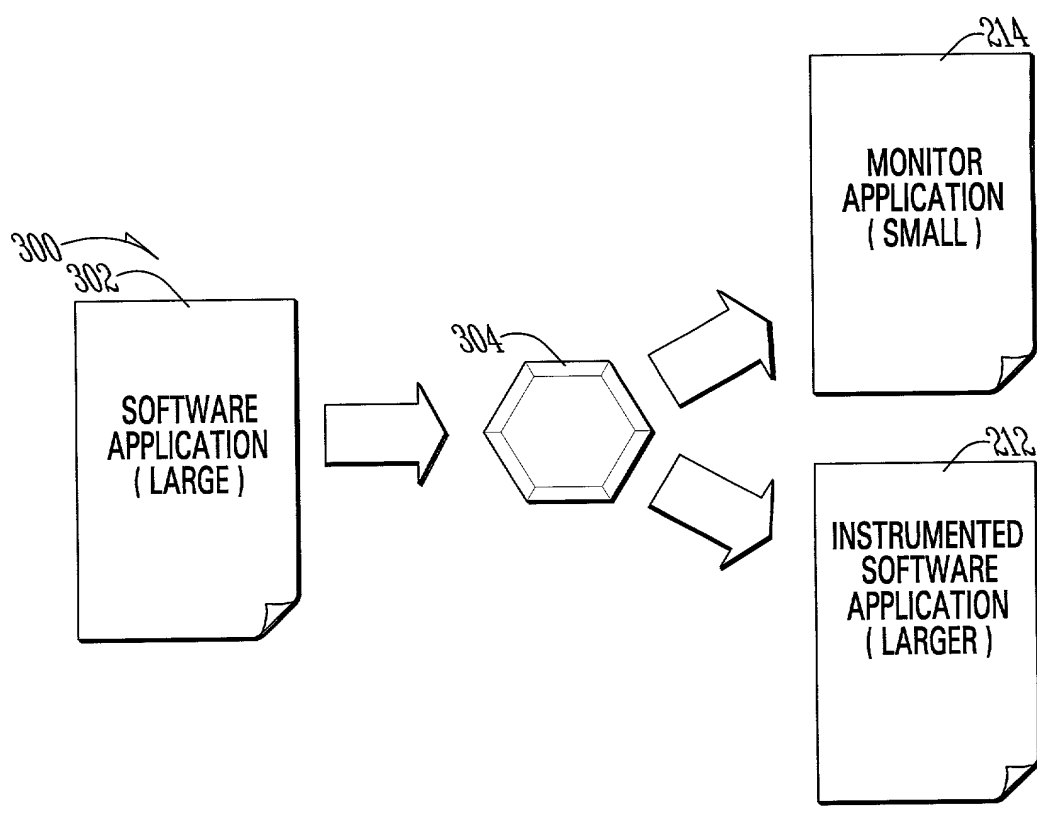 214
MONITOR
APPLICATION
( SMALL )
300
302
SOFTWARE
APPLICATION
( LARGE )
304
212
INSTRUMENTED
SOFTWARE
APPLICATION
( LARGER )